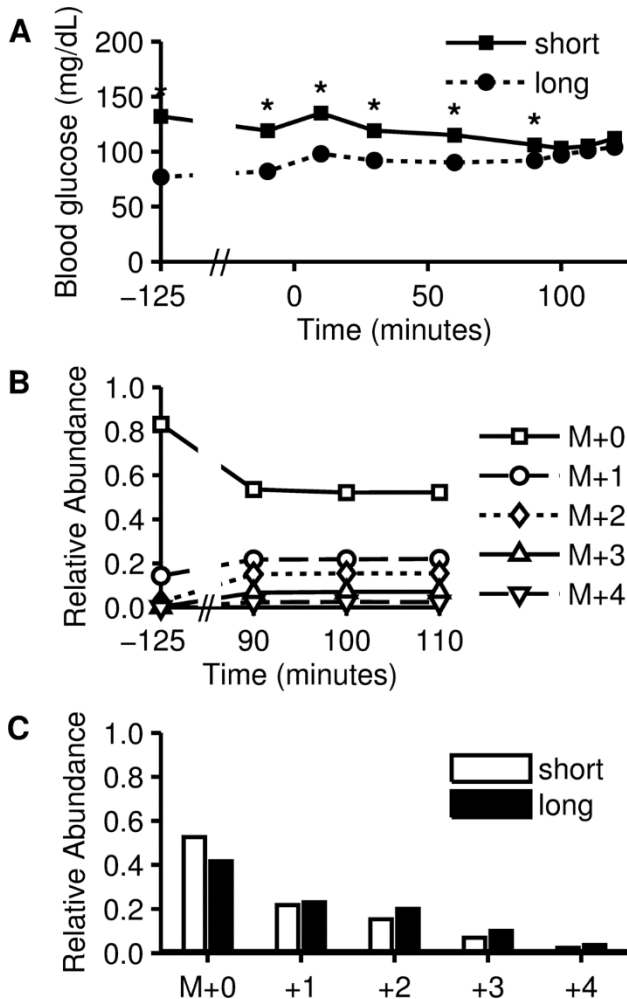 A
Blood glucose (mg/dL)
200
150
100
50
0
short
long
*
* * * * *
−125 0 50 100
Time (minutes)
B
Relative Abundance
1.0
0.8
0.6
0.4
0.2
0.0
M+0
M+1
M+2
M+3
M+4
−125 90 100 110
Time (minutes)
C
Relative Abundance
1.0
0.8
0.6
0.4
0.2
0.0
short
long
M+0 +1 +2 +3 +4